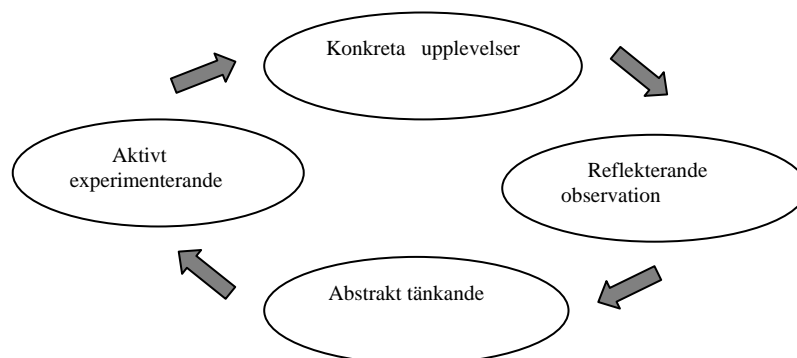 Konkreta upplevelser
Aktivt
experimenterande
Reflekterande
observation
Abstrakt tänkande